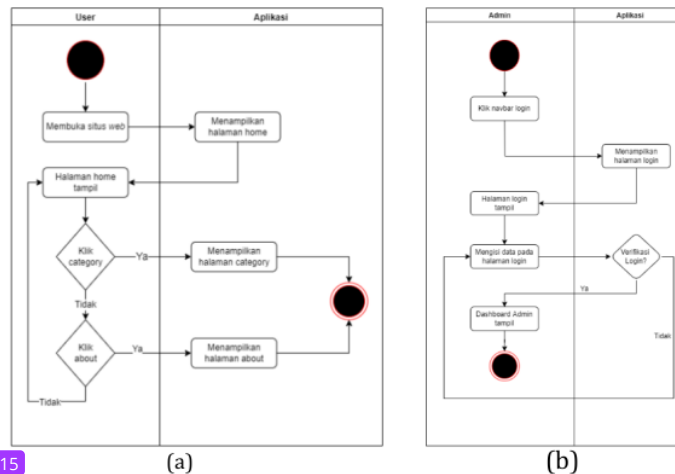 User
Aplikasi
Membuka situs web
Menampilkan
halaman home
Halaman home
tampil
Klik
category
Ya
Menampilkan
halaman category
Tidak
Klik
about
Ya
Menampilkan
halaman about
Tidak
(a)
Admin
Aplikasi
Klik navbar login
Menampilkan
halaman login
Halaman login
tampil
Mengisi data pada
halaman login
Verifikasi
Login?
Ya
Dashboard Admin
tampil
Tidak
(b)
15